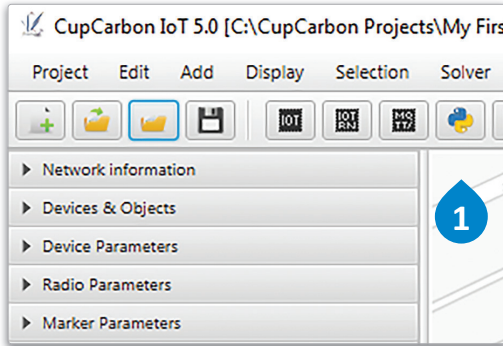 CupCarbon IoT 5.0 [C:\CupCarbon Projects\My Firs
Project Edit Add Display Selection Solver
IOT IOT RN MQ TT/
Network information
Devices & Objects
1
Device Parameters
Radio Parameters
Marker Parameters